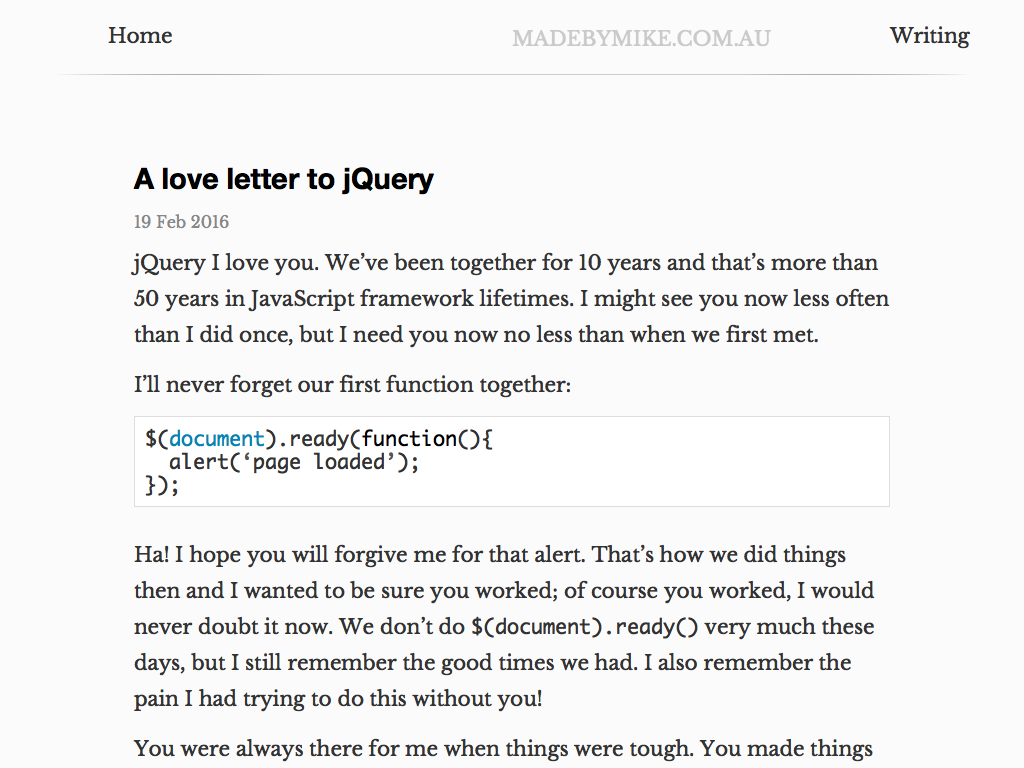 Home MADEBYMIKE.COM.AU Writing
A love letter to jQuery
19 Feb 2016
jQuery I love you. We’ve been together for 10 years and that’s more than
50 years in JavaScript framework lifetimes. I might see you now less often
than I did once, but I need you now no less than when we first met.
I’ll never forget our first function together:
$(document).ready(function(){
  alert(‘page loaded’);
});
Ha! I hope you will forgive me for that alert. That’s how we did things
then and I wanted to be sure you worked; of course you worked, I would
never doubt it now. We don’t do $(document).ready() very much these
days, but I still remember the good times we had. I also remember the
pain I had trying to do this without you!
You were always there for me when things were tough. You made things